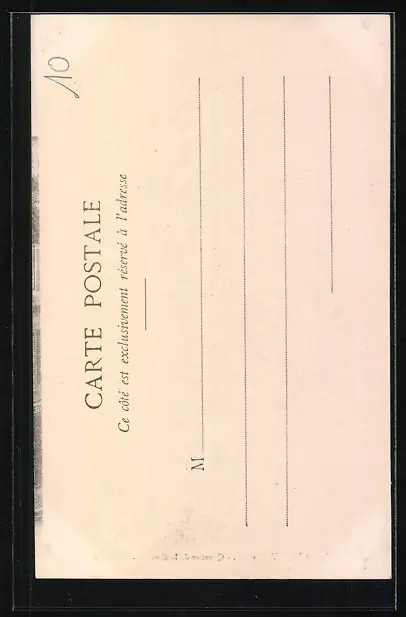 10
CARTE POSTALE
Ce côté est exclusivement réservé à l'adresse
M